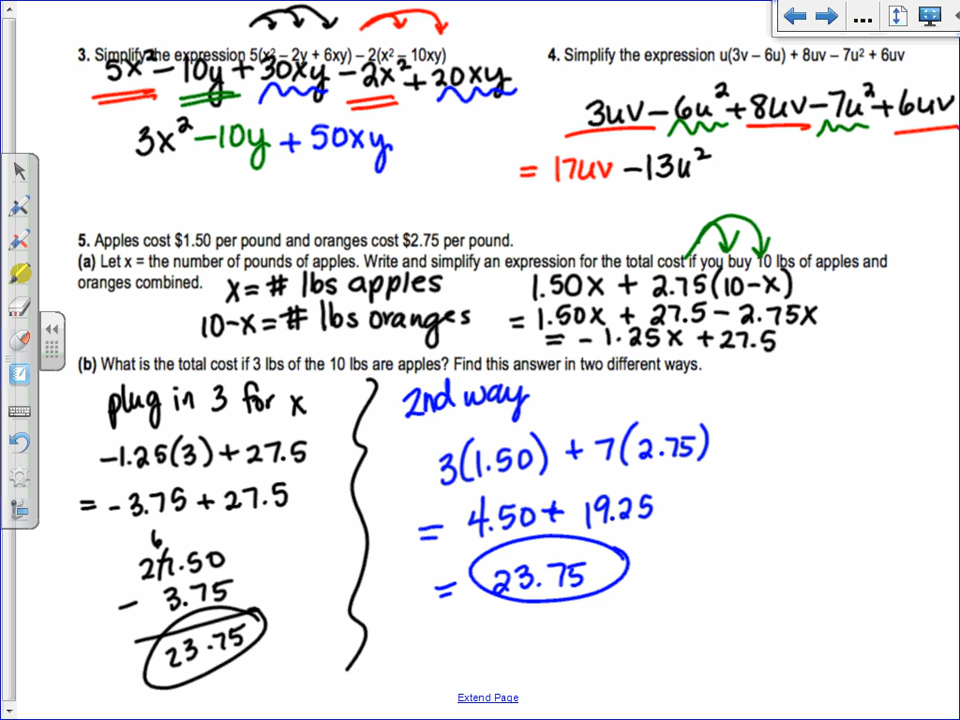 3. Simplify the expression 5(x² – 2y + 6xy) – 2(x² – 10xy)
5x² – 10y + 30xy – 2x² + 20xy
3x² – 10y + 50xy
4. Simplify the expression u(3v – 6u) + 8uv – 7u² + 6uv
3uv – 6u² + 8uv – 7u² + 6uv
= 17uv – 13u²
5. Apples cost $1.50 per pound and oranges cost $2.75 per pound.
(a) Let x = the number of pounds of apples. Write and simplify an expression for the total cost if you buy 10 lbs of apples and
oranges combined.
x = # lbs apples
10-x = # lbs oranges
1.50x + 2.75(10-x)
= 1.50x + 27.5 - 2.75x
= - 1.25x + 27.5
(b) What is the total cost if 3 lbs of the 10 lbs are apples? Find this answer in two different ways.
plug in 3 for x
-1.25(3) + 27.5
= -3.75 + 27.5
6
27.50
- 3.75
23.75
2nd way
3(1.50) + 7(2.75)
= 4.50 + 19.25
= 23.75
Extend Page